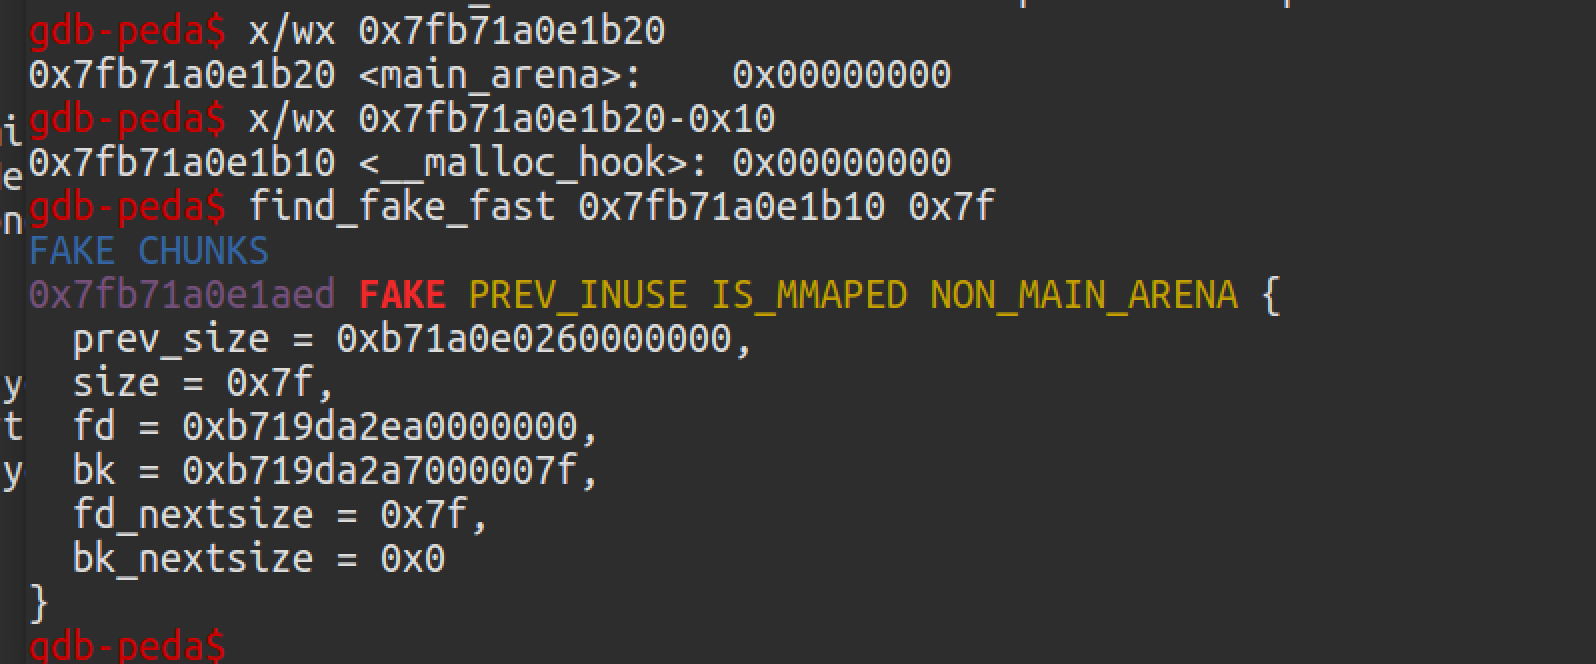 gdb-peda$ x/wx 0x7fb71a0e1b20
0x7fb71a0e1b20 <main_arena>:    0x00000000
gdb-peda$ x/wx 0x7fb71a0e1b20-0x10
0x7fb71a0e1b10 <__malloc_hook>: 0x00000000
gdb-peda$ find_fake_fast 0x7fb71a0e1b10 0x7f
FAKE CHUNKS
0x7fb71a0e1aed FAKE PREV_INUSE IS_MMAPED NON_MAIN_ARENA {
  prev_size = 0xb71a0e0260000000,
  size = 0x7f,
  fd = 0xb719da2ea0000000,
  bk = 0xb719da2a7000007f,
  fd_nextsize = 0x7f,
  bk_nextsize = 0x0
}
gdb-peda$